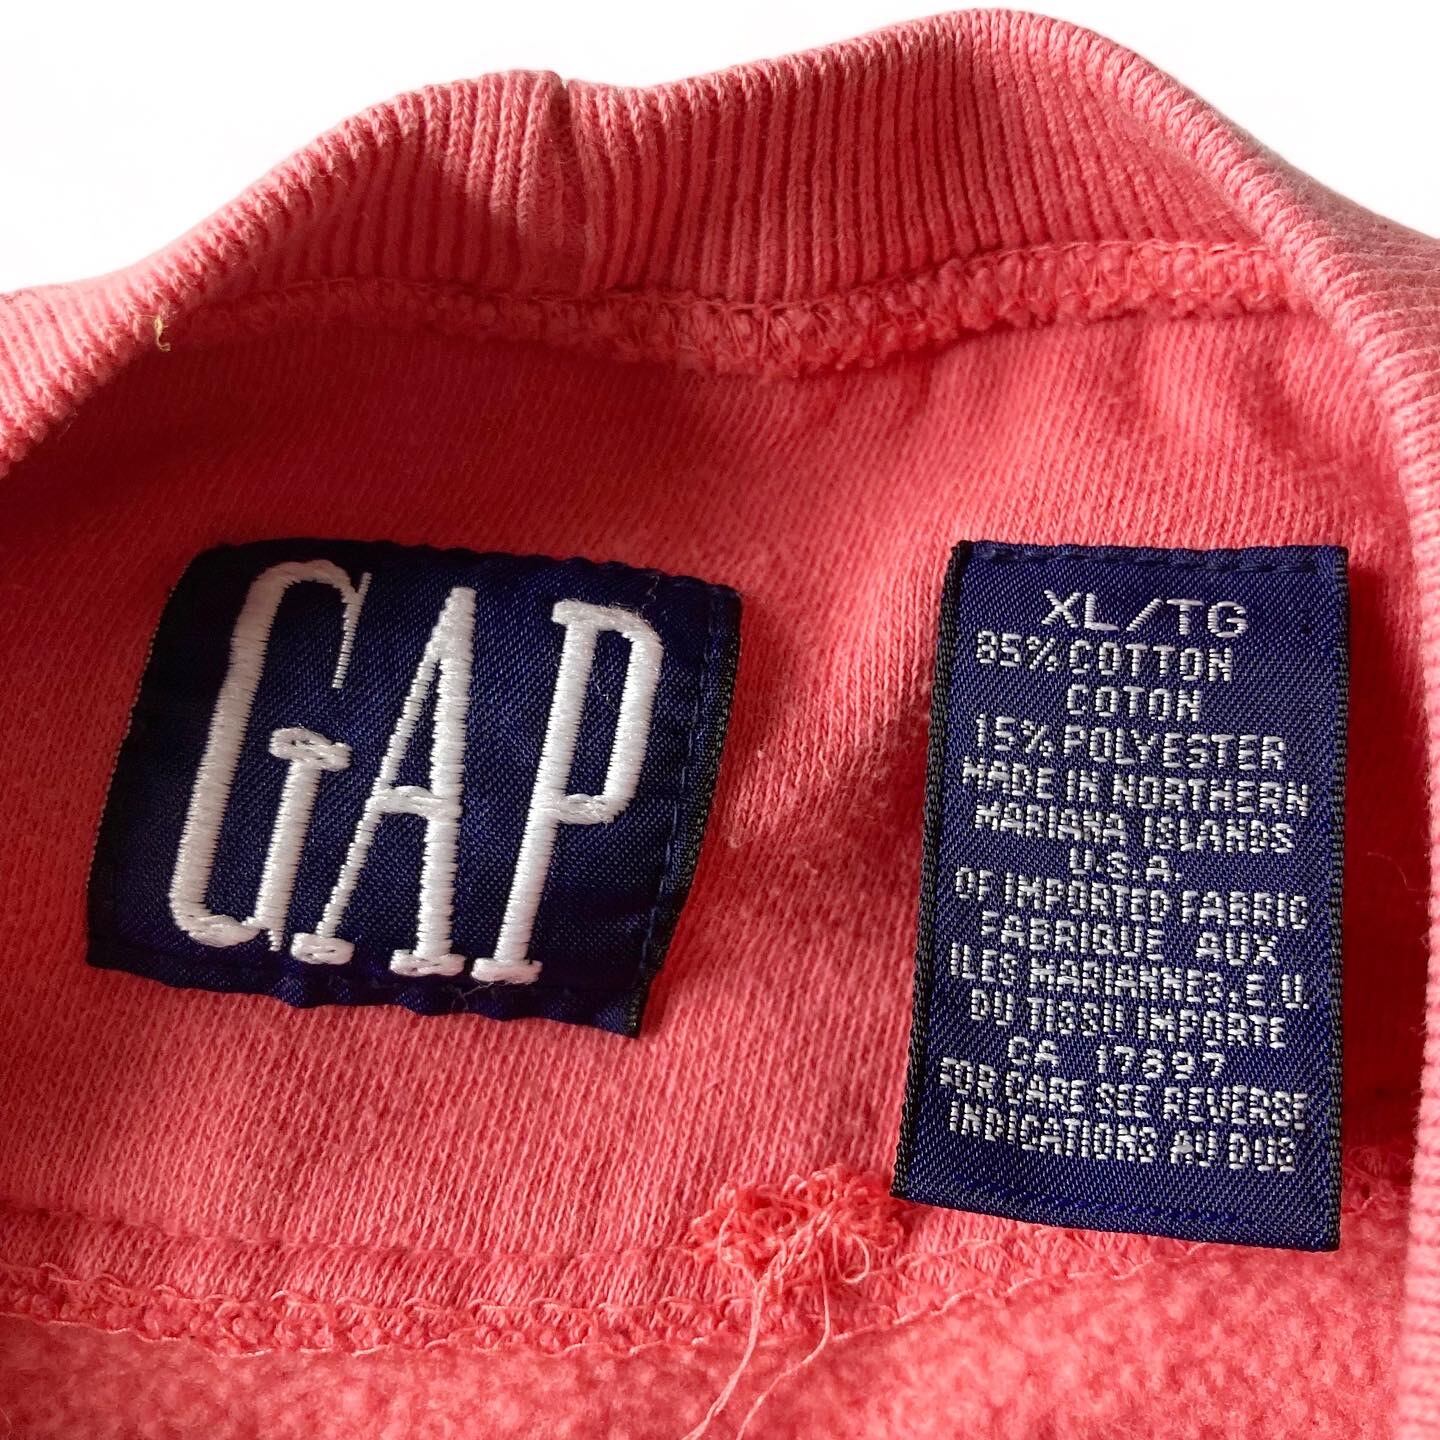 GAP
XL/TG
85% COTTON
COTON
15% POLYESTER
MADE IN NORTHERN
MARIANA ISLANDS
U.S.A.
OF IMPORTED FABRIC
FABRIQUE AUX
ILES MARIANNES, E.U.
DU TISSU IMPORTE
CA 17897
FOR CARE SEE REVERSE
INDICATIONS AU DOS